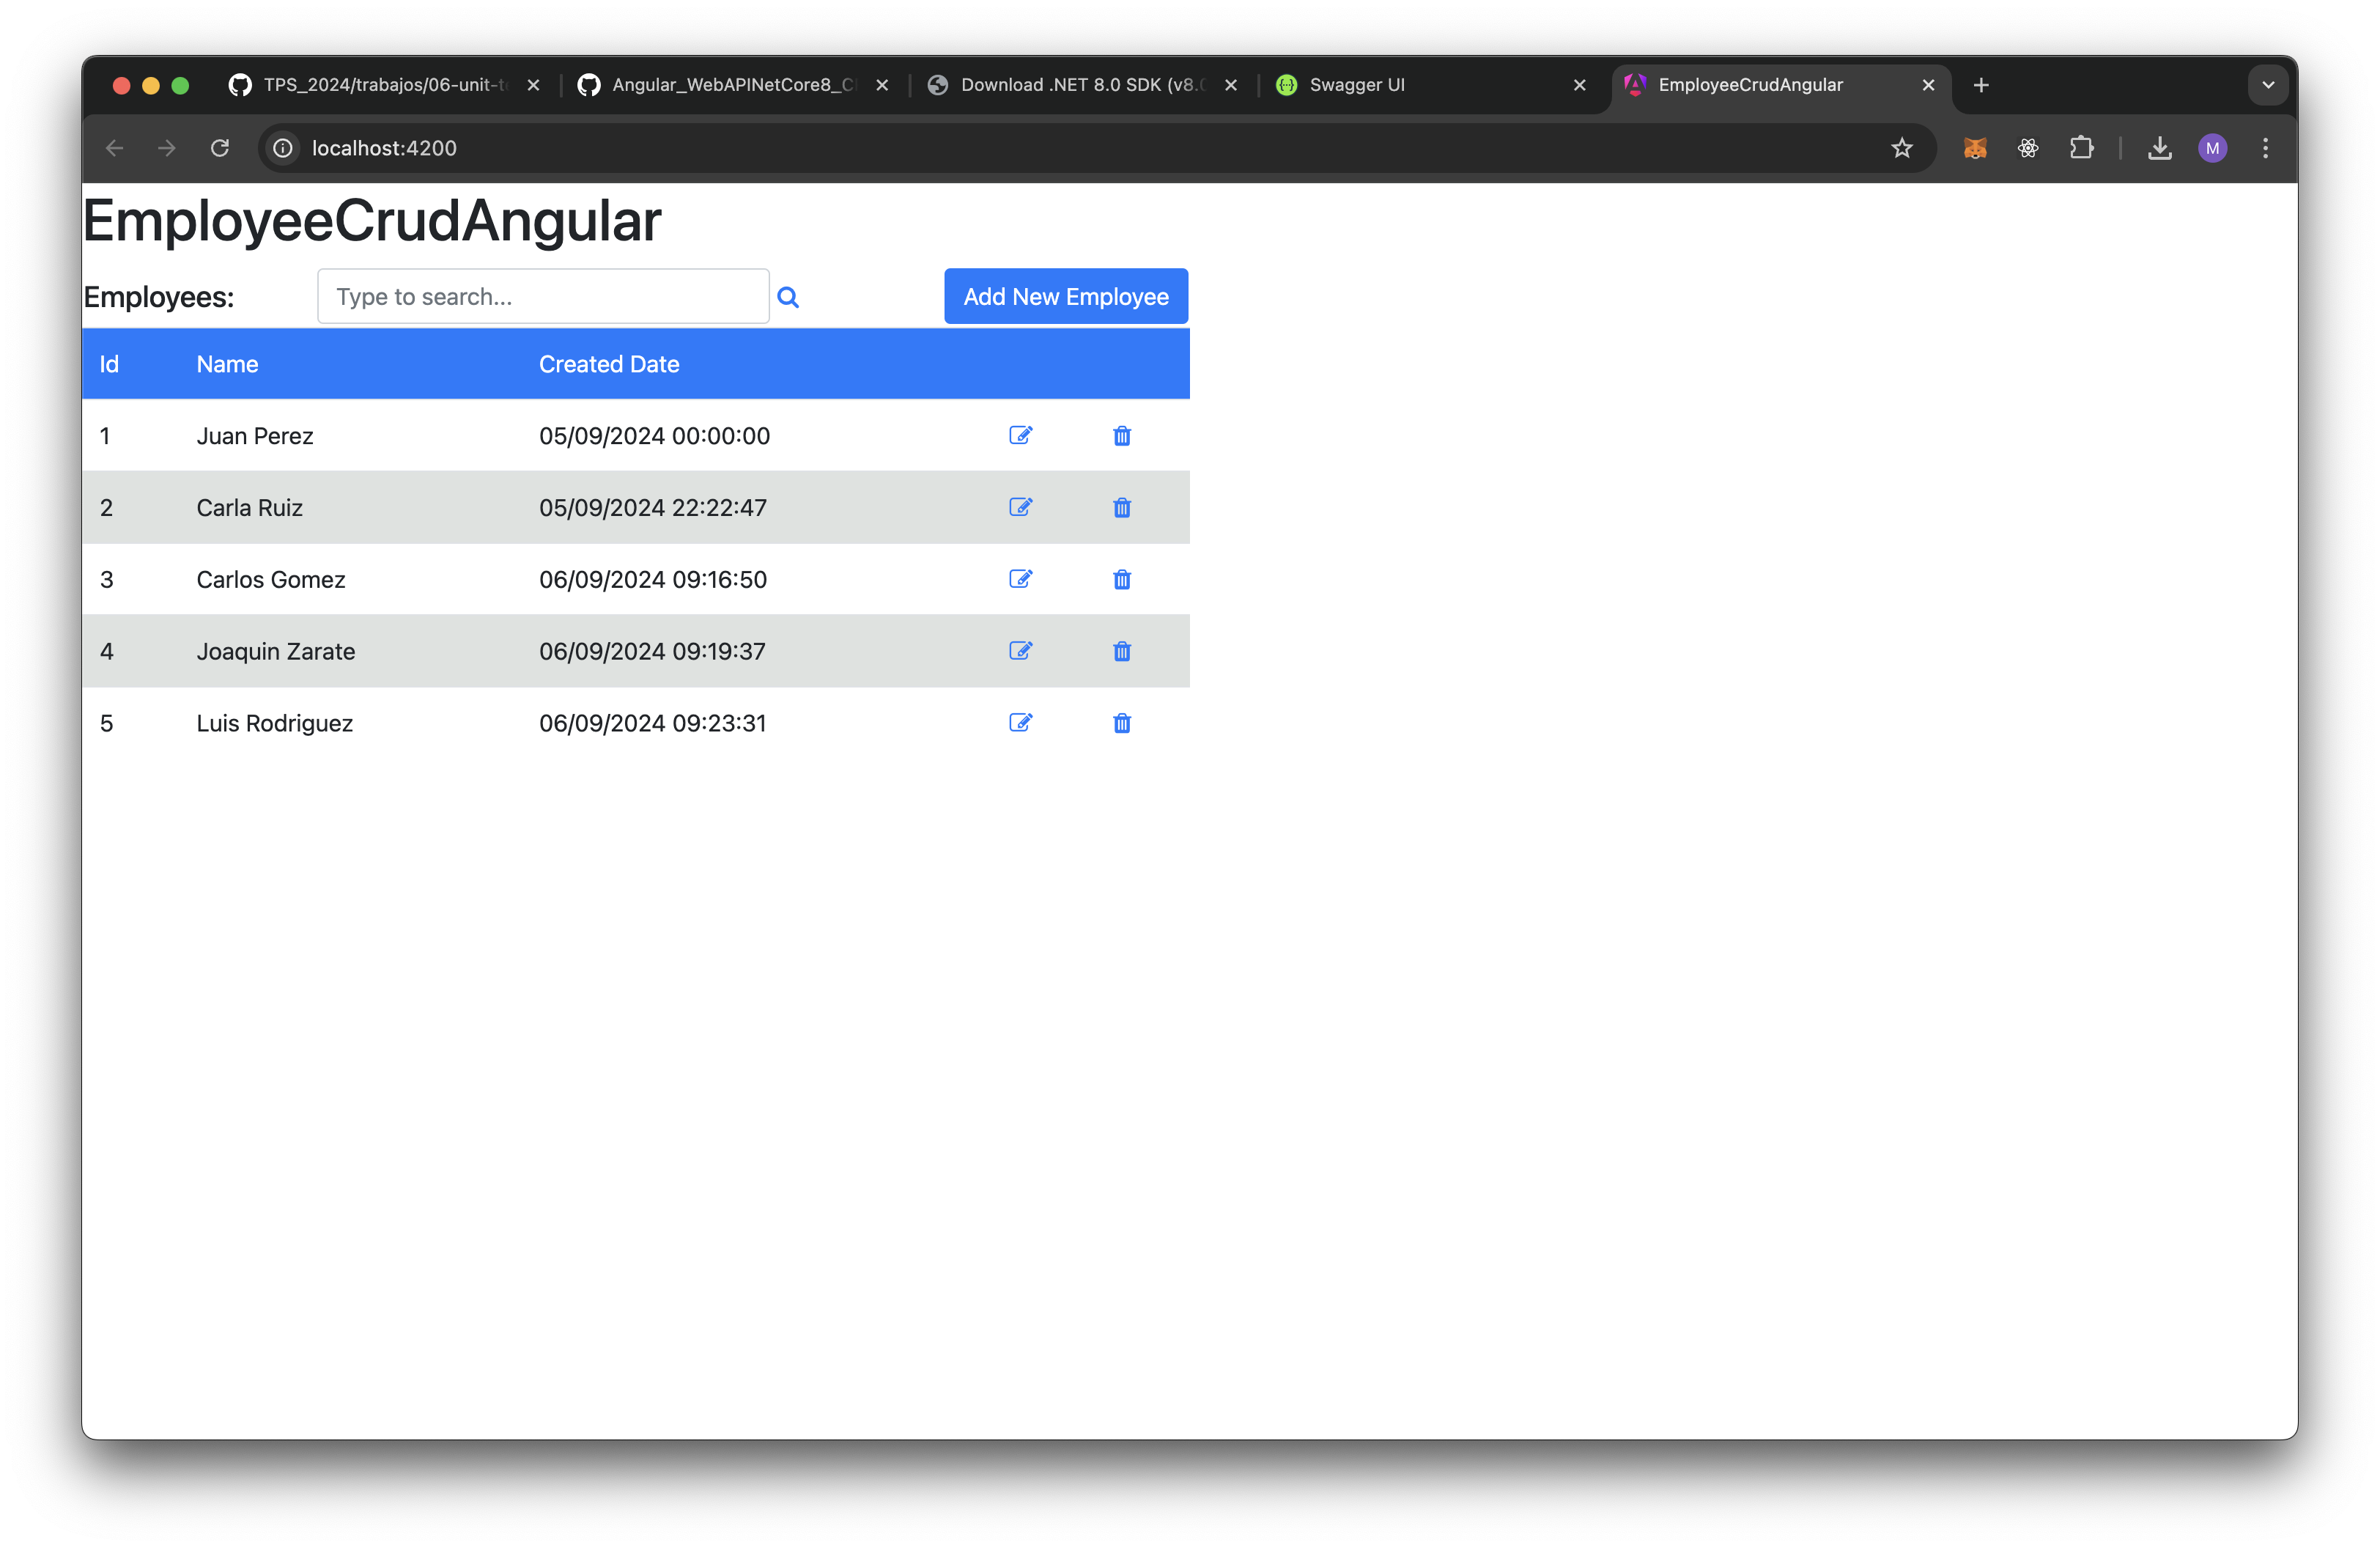 TPS_2024/trabajos/06-unit-te
Angular_WebAPINetCore8_C
Download .NET 8.0 SDK (v8.0
Swagger UI
EmployeeCrudAngular
localhost:4200
M
EmployeeCrudAngular
Employees: Type to search... Add New Employee
Id Name Created Date
1 Juan Perez 05/09/2024 00:00:00
2 Carla Ruiz 05/09/2024 22:22:47
3 Carlos Gomez 06/09/2024 09:16:50
4 Joaquin Zarate 06/09/2024 09:19:37
5 Luis Rodriguez 06/09/2024 09:23:31